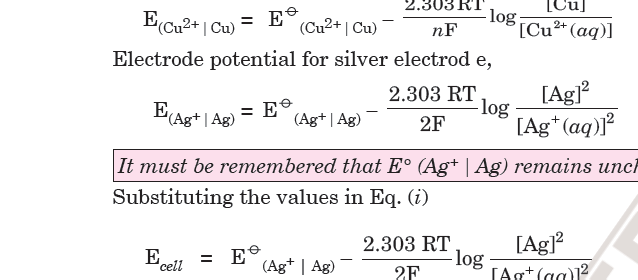 E(Cu²⁺ | Cu) = E⊖(Cu²⁺ | Cu) − 2.303 RT/nF log [Cu]/[Cu²⁺(aq)]
Electrode potential for silver electrod e,
E(Ag⁺ | Ag) = E⊖(Ag⁺ | Ag) − 2.303 RT/2F log [Ag]²/[Ag⁺(aq)]²
It must be remembered that E° (Ag⁺ | Ag) remains
Substituting the values in Eq. (i)
Ecell = E⊖(Ag⁺ | Ag) − 2.303 RT/2F log [Ag]²/[Ag⁺(aq)]²